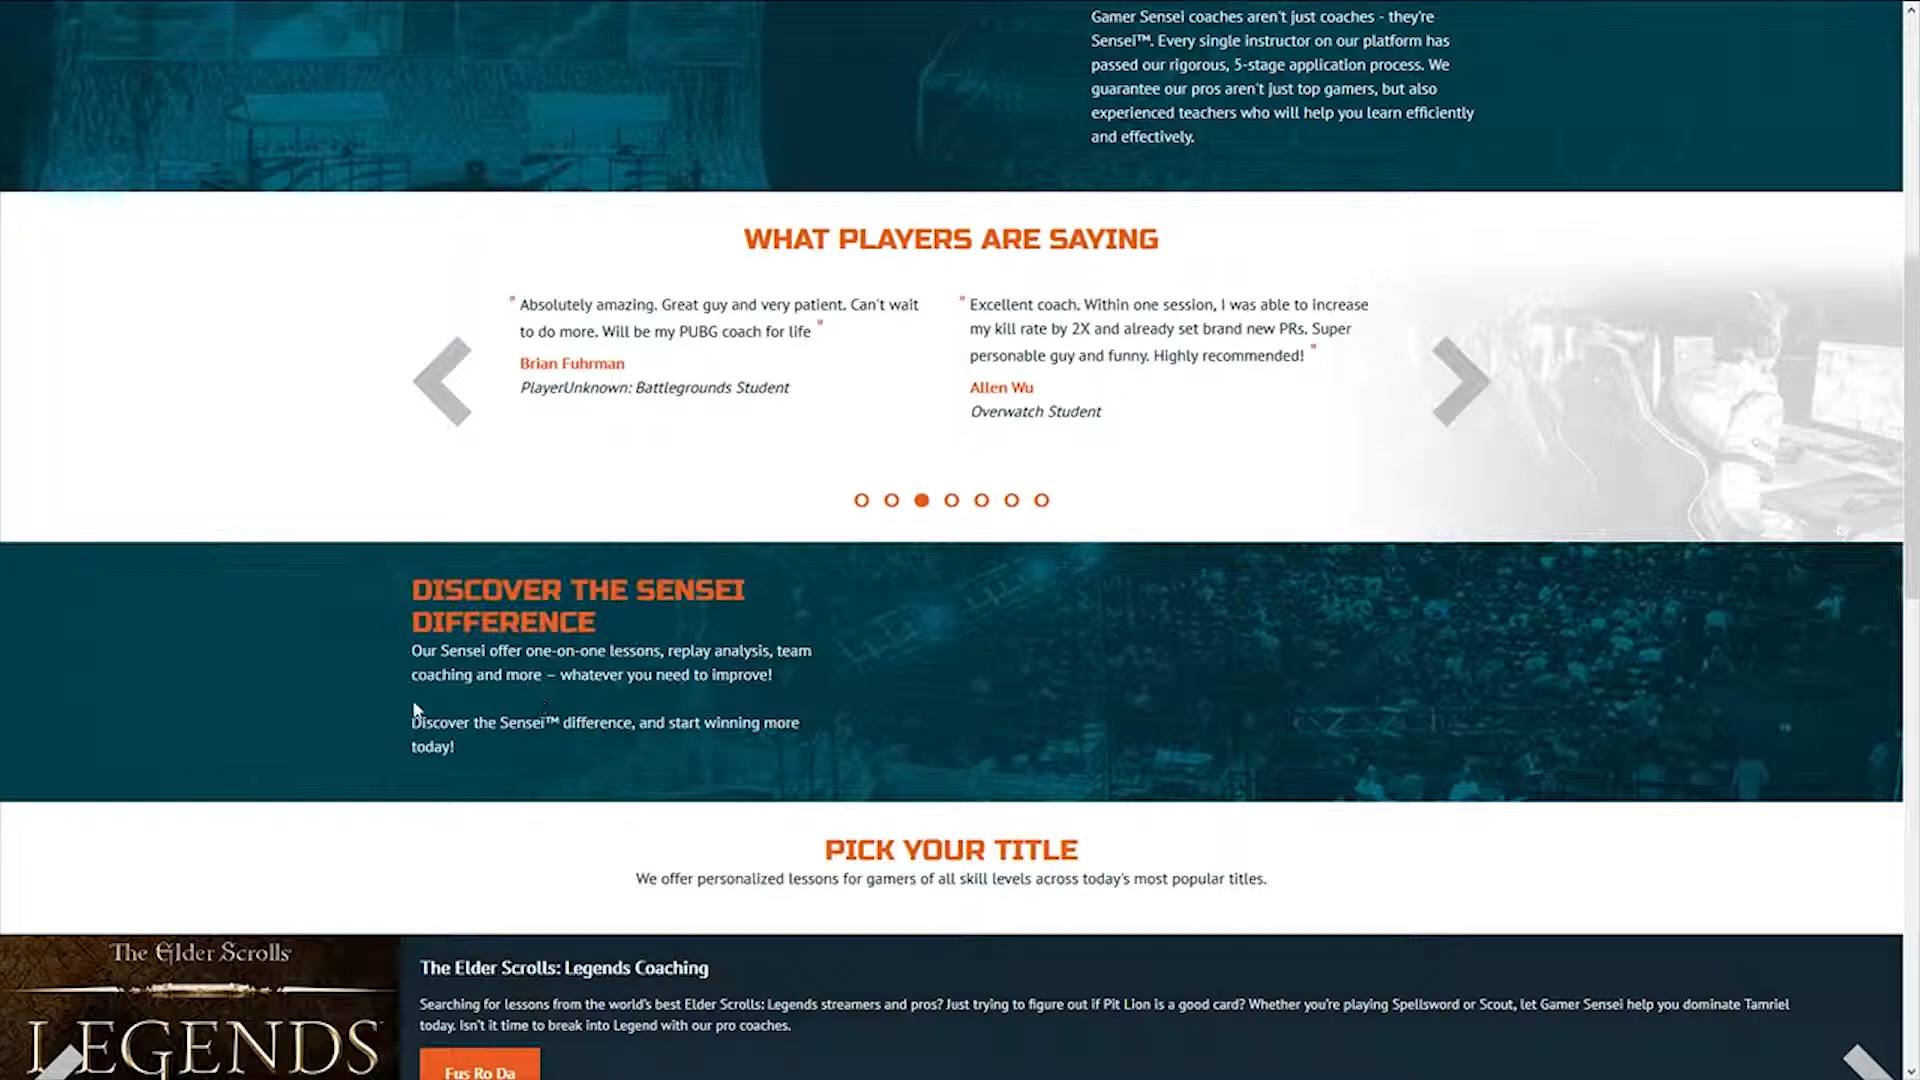 Gamer Sensei coaches aren't just coaches - they're
Sensei™. Every single instructor on our platform has
passed our rigorous, 5-stage application process. We
guarantee our pros aren't just top gamers, but also
experienced teachers who will help you learn efficiently
and effectively.
WHAT PLAYERS ARE SAYING
" Absolutely amazing. Great guy and very patient. Can't wait
to do more. Will be my PUBG coach for life "
Brian Fuhrman
PlayerUnknown: Battlegrounds Student
" Excellent coach. Within one session, I was able to increase
my kill rate by 2X and already set brand new PRs. Super
personable guy and funny. Highly recommended! "
Allen Wu
Overwatch Student
DISCOVER THE SENSEI
DIFFERENCE
Our Sensei offer one-on-one lessons, replay analysis, team
coaching and more – whatever you need to improve!
Discover the Sensei™ difference, and start winning more
today!
PICK YOUR TITLE
We offer personalized lessons for gamers of all skill levels across today's most popular titles.
The Elder Scrolls
LEGENDS
The Elder Scrolls: Legends Coaching
Searching for lessons from the world's best Elder Scrolls: Legends streamers and pros? Just trying to figure out if Pit Lion is a good card? Whether you're playing Spellsword or Scout, let Gamer Sensei help you dominate Tamriel
today. Isn't it time to break into Legend with our pro coaches.
Fus Ro Da